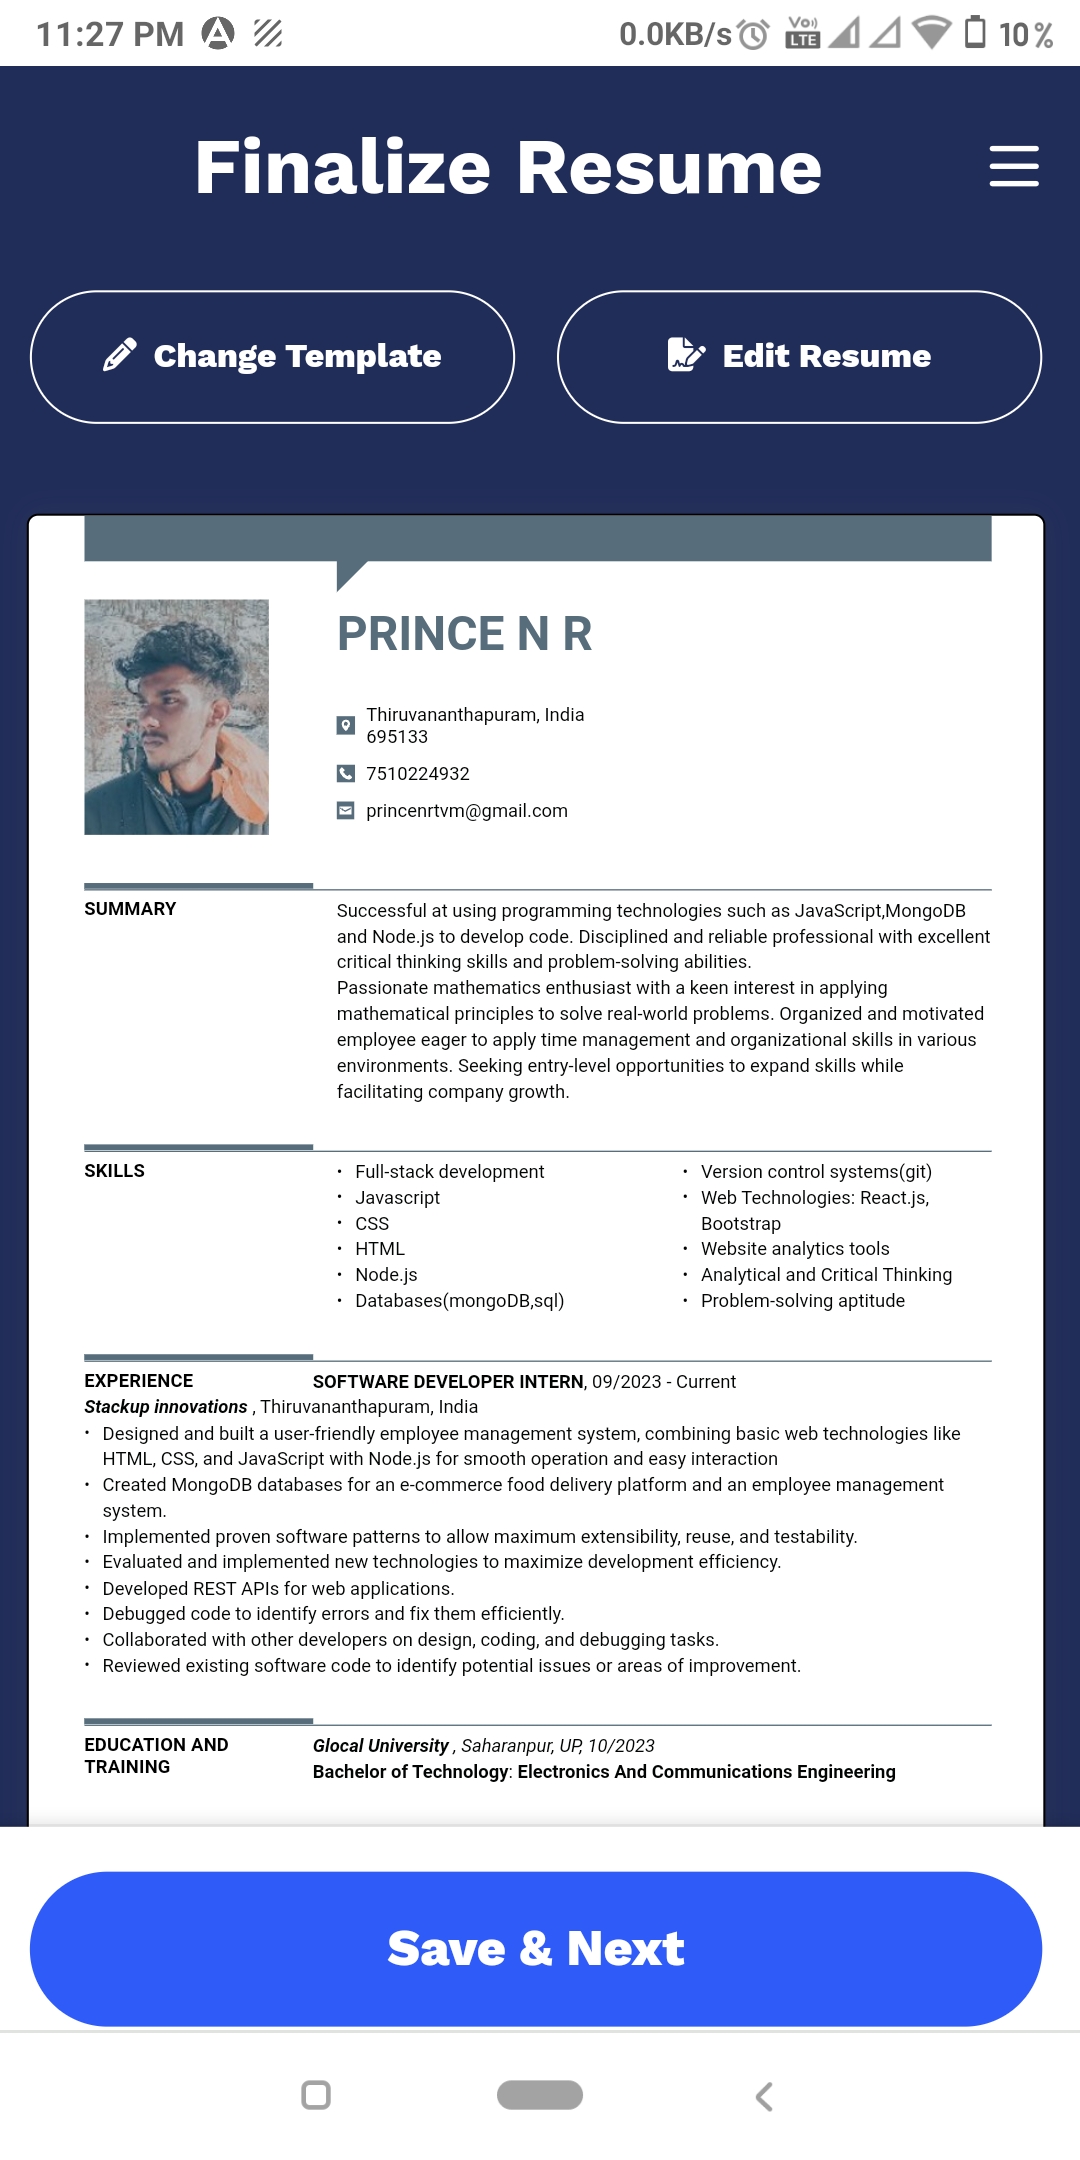 11:27 PM
0.0KB/s Vo)) LTE 10%
Finalize Resume
Change Template
Edit Resume
PRINCE N R
Thiruvananthapuram, India
695133
7510224932
princenrtvm@gmail.com
SUMMARY
Successful at using programming technologies such as JavaScript,MongoDB
and Node.js to develop code. Disciplined and reliable professional with excellent
critical thinking skills and problem-solving abilities.
Passionate mathematics enthusiast with a keen interest in applying
mathematical principles to solve real-world problems. Organized and motivated
employee eager to apply time management and organizational skills in various
environments. Seeking entry-level opportunities to expand skills while
facilitating company growth.
SKILLS
• Full-stack development
• Javascript
• CSS
• HTML
• Node.js
• Databases(mongoDB,sql)
• Version control systems(git)
• Web Technologies: React.js,
Bootstrap
• Website analytics tools
• Analytical and Critical Thinking
• Problem-solving aptitude
EXPERIENCE
SOFTWARE DEVELOPER INTERN, 09/2023 - Current
Stackup innovations , Thiruvananthapuram, India
• Designed and built a user-friendly employee management system, combining basic web technologies like
HTML, CSS, and JavaScript with Node.js for smooth operation and easy interaction
• Created MongoDB databases for an e-commerce food delivery platform and an employee management
system.
• Implemented proven software patterns to allow maximum extensibility, reuse, and testability.
• Evaluated and implemented new technologies to maximize development efficiency.
• Developed REST APIs for web applications.
• Debugged code to identify errors and fix them efficiently.
• Collaborated with other developers on design, coding, and debugging tasks.
• Reviewed existing software code to identify potential issues or areas of improvement.
EDUCATION AND
TRAINING
Glocal University , Saharanpur, UP, 10/2023
Bachelor of Technology: Electronics And Communications Engineering
Save & Next